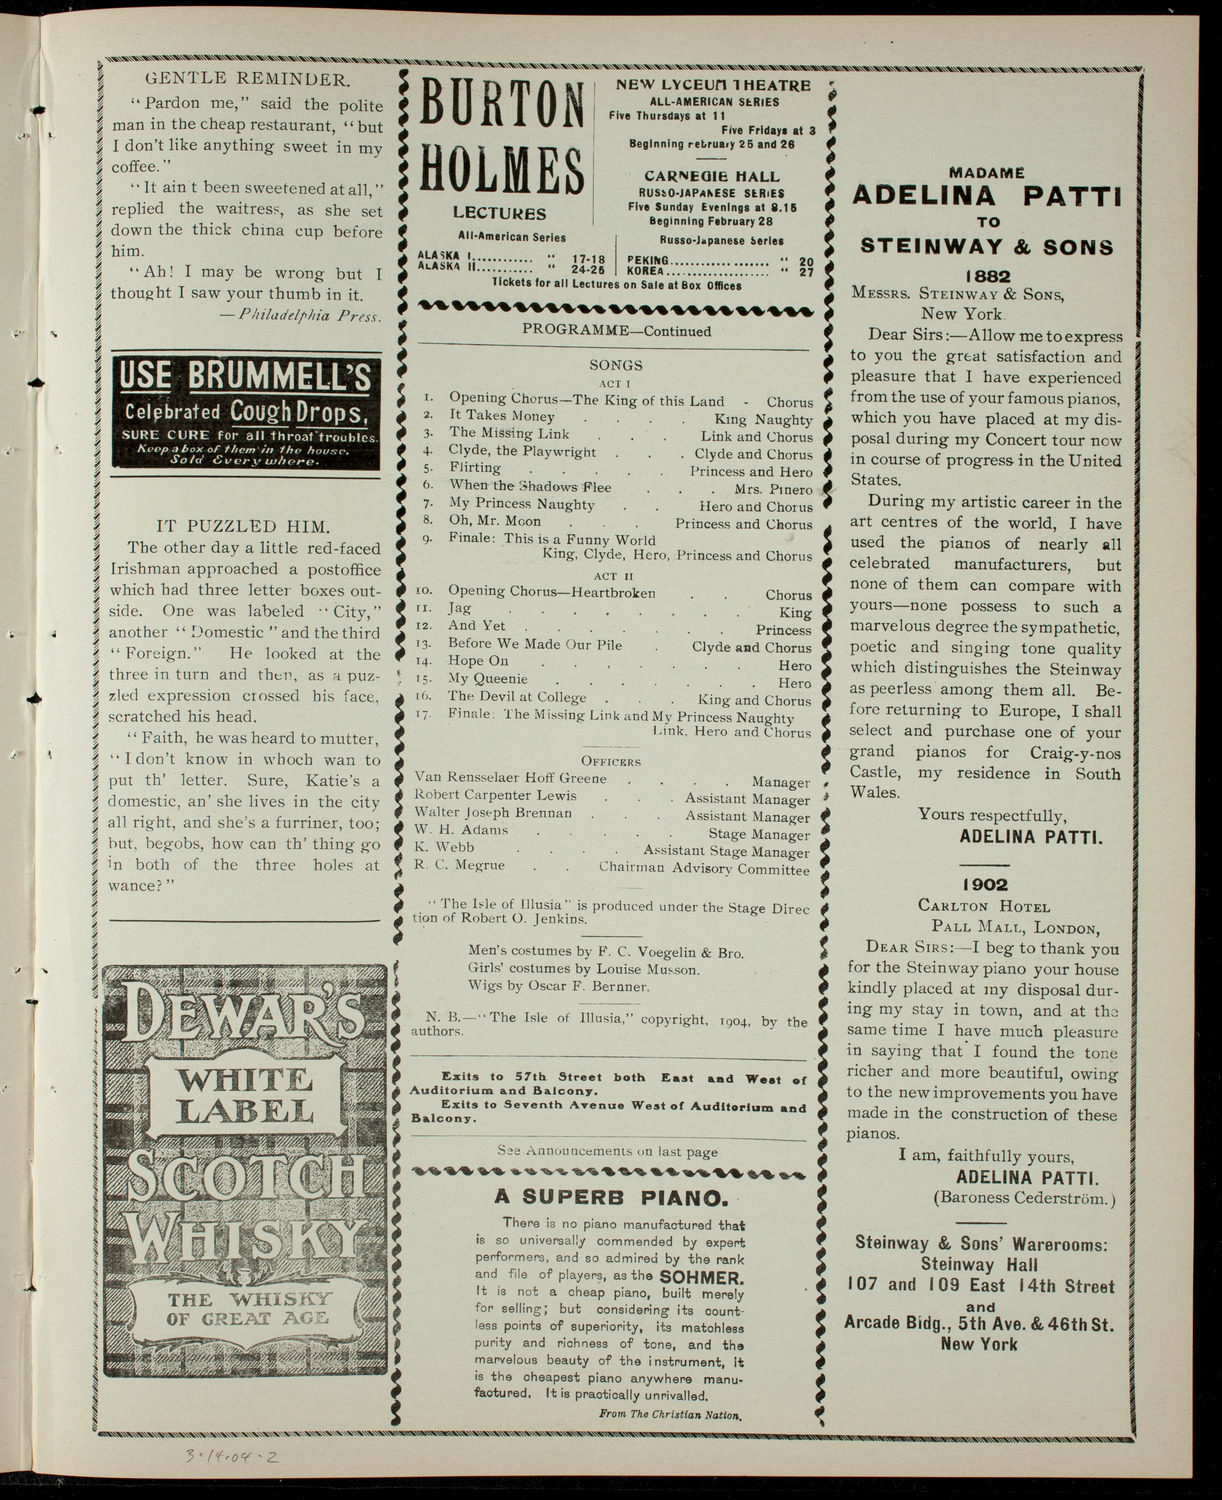 GENTLE REMINDER.
"Pardon me," said the polite
man in the cheap restaurant, "but
I don't like anything sweet in my
coffee."
"It ain t been sweetened at all,"
replied the waitress, as she set
down the thick china cup before
him.
"Ah! I may be wrong but I
thought I saw your thumb in it.
—Philadelphia Press.
USE BRUMMELL'S
Celebrated Cough Drops,
SURE CURE for all throat troubles.
Keep a box of them in the house.
Sold Everywhere.
IT PUZZLED HIM.
The other day a little red-faced
Irishman approached a postoffice
which had three letter boxes out-
side. One was labeled "City,"
another "Domestic" and the third
"Foreign." He looked at the
three in turn and then, as a puz-
zled expression crossed his face,
scratched his head.
"Faith, he was heard to mutter,
"I don't know in whoch wan to
put th' letter. Sure, Katie's a
domestic, an' she lives in the city
all right, and she's a furriner, too;
but, begobs, how can th' thing go
in both of the three holes at
wance?"
DEWAR'S
WHITE
LABEL
SCOTCH
WHISKY
THE WHISKY
OF GREAT AGE
BURTON
HOLMES
LECTURES
NEW LYCEUM THEATRE
ALL-AMERICAN SERIES
Five Thursdays at 11
Five Fridays at 3
Beginning February 25 and 26
CARNEGIE HALL
RUSSO-JAPANESE SERIES
Five Sunday Evenings at 8.15
Beginning February 28
All-American Series
ALASKA I........... " 17-18
ALASKA II.......... " 24-25
Russo-Japanese Series
PEKING.................. " 20
KOREA................... " 27
Tickets for all Lectures on Sale at Box Offices
PROGRAMME—Continued
SONGS
ACT I
1. Opening Chorus—The King of this Land - Chorus
2. It Takes Money . . . . King Naughty
3. The Missing Link . . . Link and Chorus
4. Clyde, the Playwright . . . Clyde and Chorus
5. Flirting . . . . . Princess and Hero
6. When the Shadows Flee . . . Mrs. Pinero
7. My Princess Naughty . . Hero and Chorus
8. Oh, Mr. Moon . . . Princess and Chorus
9. Finale: This is a Funny World
King, Clyde, Hero, Princess and Chorus
ACT II
10. Opening Chorus—Heartbroken . . Chorus
11. Jag . . . . . . . King
12. And Yet . . . . . . Princess
13. Before We Made Our Pile . Clyde and Chorus
14. Hope On . . . . . . Hero
15. My Queenie . . . . . . Hero
16. The Devil at College . . . King and Chorus
17. Finale: The Missing Link and My Princess Naughty
Link, Hero and Chorus
OFFICERS
Van Rensselaer Hoff Greene . . . Manager
Robert Carpenter Lewis . . . Assistant Manager
Walter Joseph Brennan . . . Assistant Manager
W. H. Adams . . . . Stage Manager
K. Webb . . . . Assistant Stage Manager
R. C. Megrue . . Chairman Advisory Committee
"The Isle of Illusia" is produced under the Stage Direc
tion of Robert O. Jenkins.
Men's costumes by F. C. Voegelin & Bro.
Girls' costumes by Louise Musson.
Wigs by Oscar F. Bernner.
N. B.—"The Isle of Illusia," copyright, 1904, by the
authors.
Exits to 57th Street both East and West of
Auditorium and Balcony.
Exits to Seventh Avenue West of Auditorium and
Balcony.
See Announcements on last page
A SUPERB PIANO.
There is no piano manufactured that
is so universally commended by expert
performers, and so admired by the rank
and file of players, as the SOHMER.
It is not a cheap piano, built merely
for selling; but considering its count-
less points of superiority, its matchless
purity and richness of tone, and the
marvelous beauty of the instrument, it
is the cheapest piano anywhere manu-
factured. It is practically unrivalled.
From The Christian Nation.
MADAME
ADELINA PATTI
TO
STEINWAY & SONS
1882
MESSRS. STEINWAY & SONS,
New York.
Dear Sirs:—Allow me to express
to you the great satisfaction and
pleasure that I have experienced
from the use of your famous pianos,
which you have placed at my dis-
posal during my Concert tour now
in course of progress in the United
States.
During my artistic career in the
art centres of the world, I have
used the pianos of nearly all
celebrated manufacturers, but
none of them can compare with
yours—none possess to such a
marvelous degree the sympathetic,
poetic and singing tone quality
which distinguishes the Steinway
as peerless among them all. Be-
fore returning to Europe, I shall
select and purchase one of your
grand pianos for Craig-y-nos
Castle, my residence in South
Wales.
Yours respectfully,
ADELINA PATTI.
1902
CARLTON HOTEL
PALL MALL, LONDON,
DEAR SIRS:—I beg to thank you
for the Steinway piano your house
kindly placed at my disposal dur-
ing my stay in town, and at the
same time I have much pleasure
in saying that I found the tone
richer and more beautiful, owing
to the new improvements you have
made in the construction of these
pianos.
I am, faithfully yours,
ADELINA PATTI.
(Baroness Cederström.)
Steinway & Sons' Warerooms:
Steinway Hall
107 and 109 East 14th Street
and
Arcade Bldg., 5th Ave. & 46th St.
New York
3-14-04-2